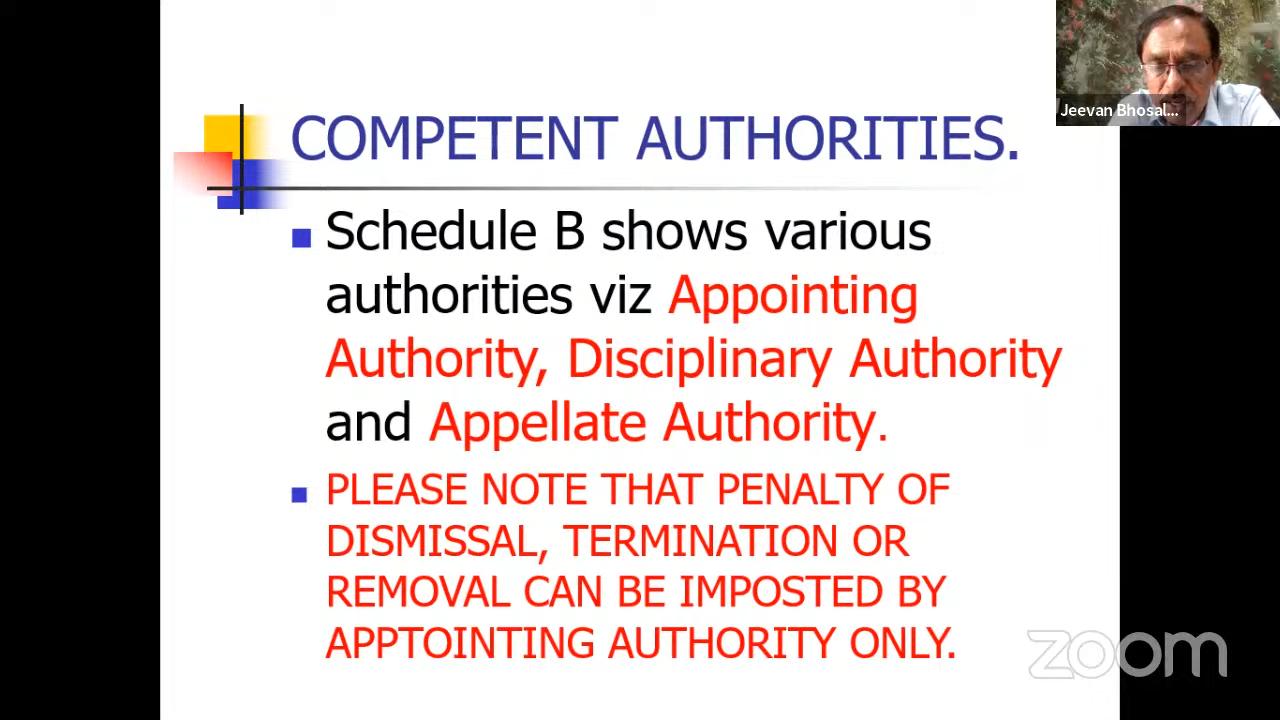 Jeevan Bhosal...
COMPETENT AUTHORITIES.
Schedule B shows various
authorities viz Appointing
Authority, Disciplinary Authority
and Appellate Authority.
PLEASE NOTE THAT PENALTY OF
DISMISSAL, TERMINATION OR
REMOVAL CAN BE IMPOSTED BY
APPTOINTING AUTHORITY ONLY.
zoom